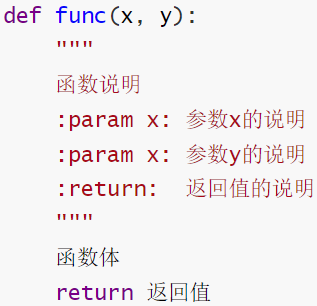 def func(x, y):
"""
函数说明
:param x: 参数x的说明
:param x: 参数y的说明
:return: 返回值的说明
"""
函数体
return 返回值